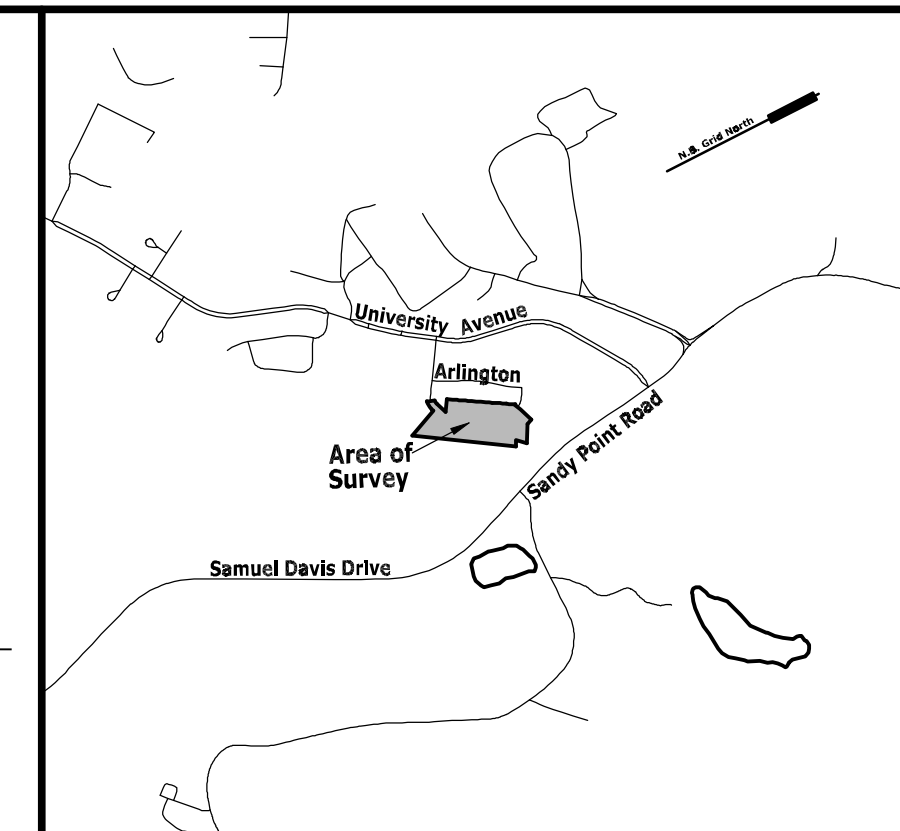 N.B. Grid North
University Avenue
Arlington
Area of
Survey
Sandy Point Road
Samuel Davis Drive